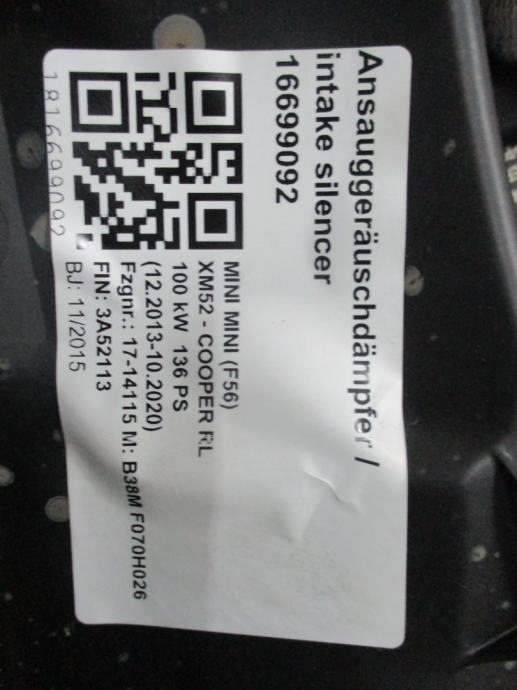 Ansauggeräuschdämpfer /
intake silencer
16699092
MINI MINI (F56)
XM52 - COOPER RL
100 kW 136 PS
(12.2013-10.2020)
Fzgnr.: 17-14115 M: B38M F070H026
FIN: 3A52113
BJ: 11/2015
1816699092